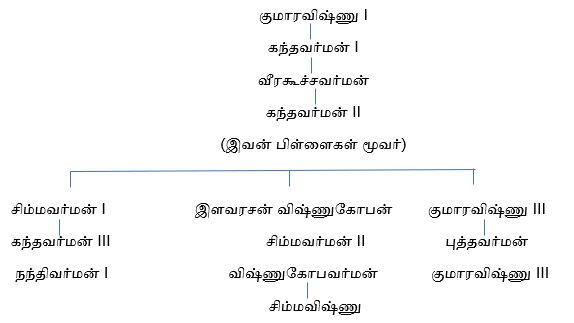 குமாரவிஷ்ணு I
கந்தவர்மன் I
வீரகூச்சவர்மன்
கந்தவர்மன் II
(இவன் பிள்ளைகள் மூவர்)
சிம்மவர்மன் I இளவரசன் விஷ்ணுகோபன் குமாரவிஷ்ணு III
கந்தவர்மன் III சிம்மவர்மன் II புத்தவர்மன்
நந்திவர்மன் I விஷ்ணுகோபவர்மன் குமாரவிஷ்ணு III
சிம்மவிஷ்ணு